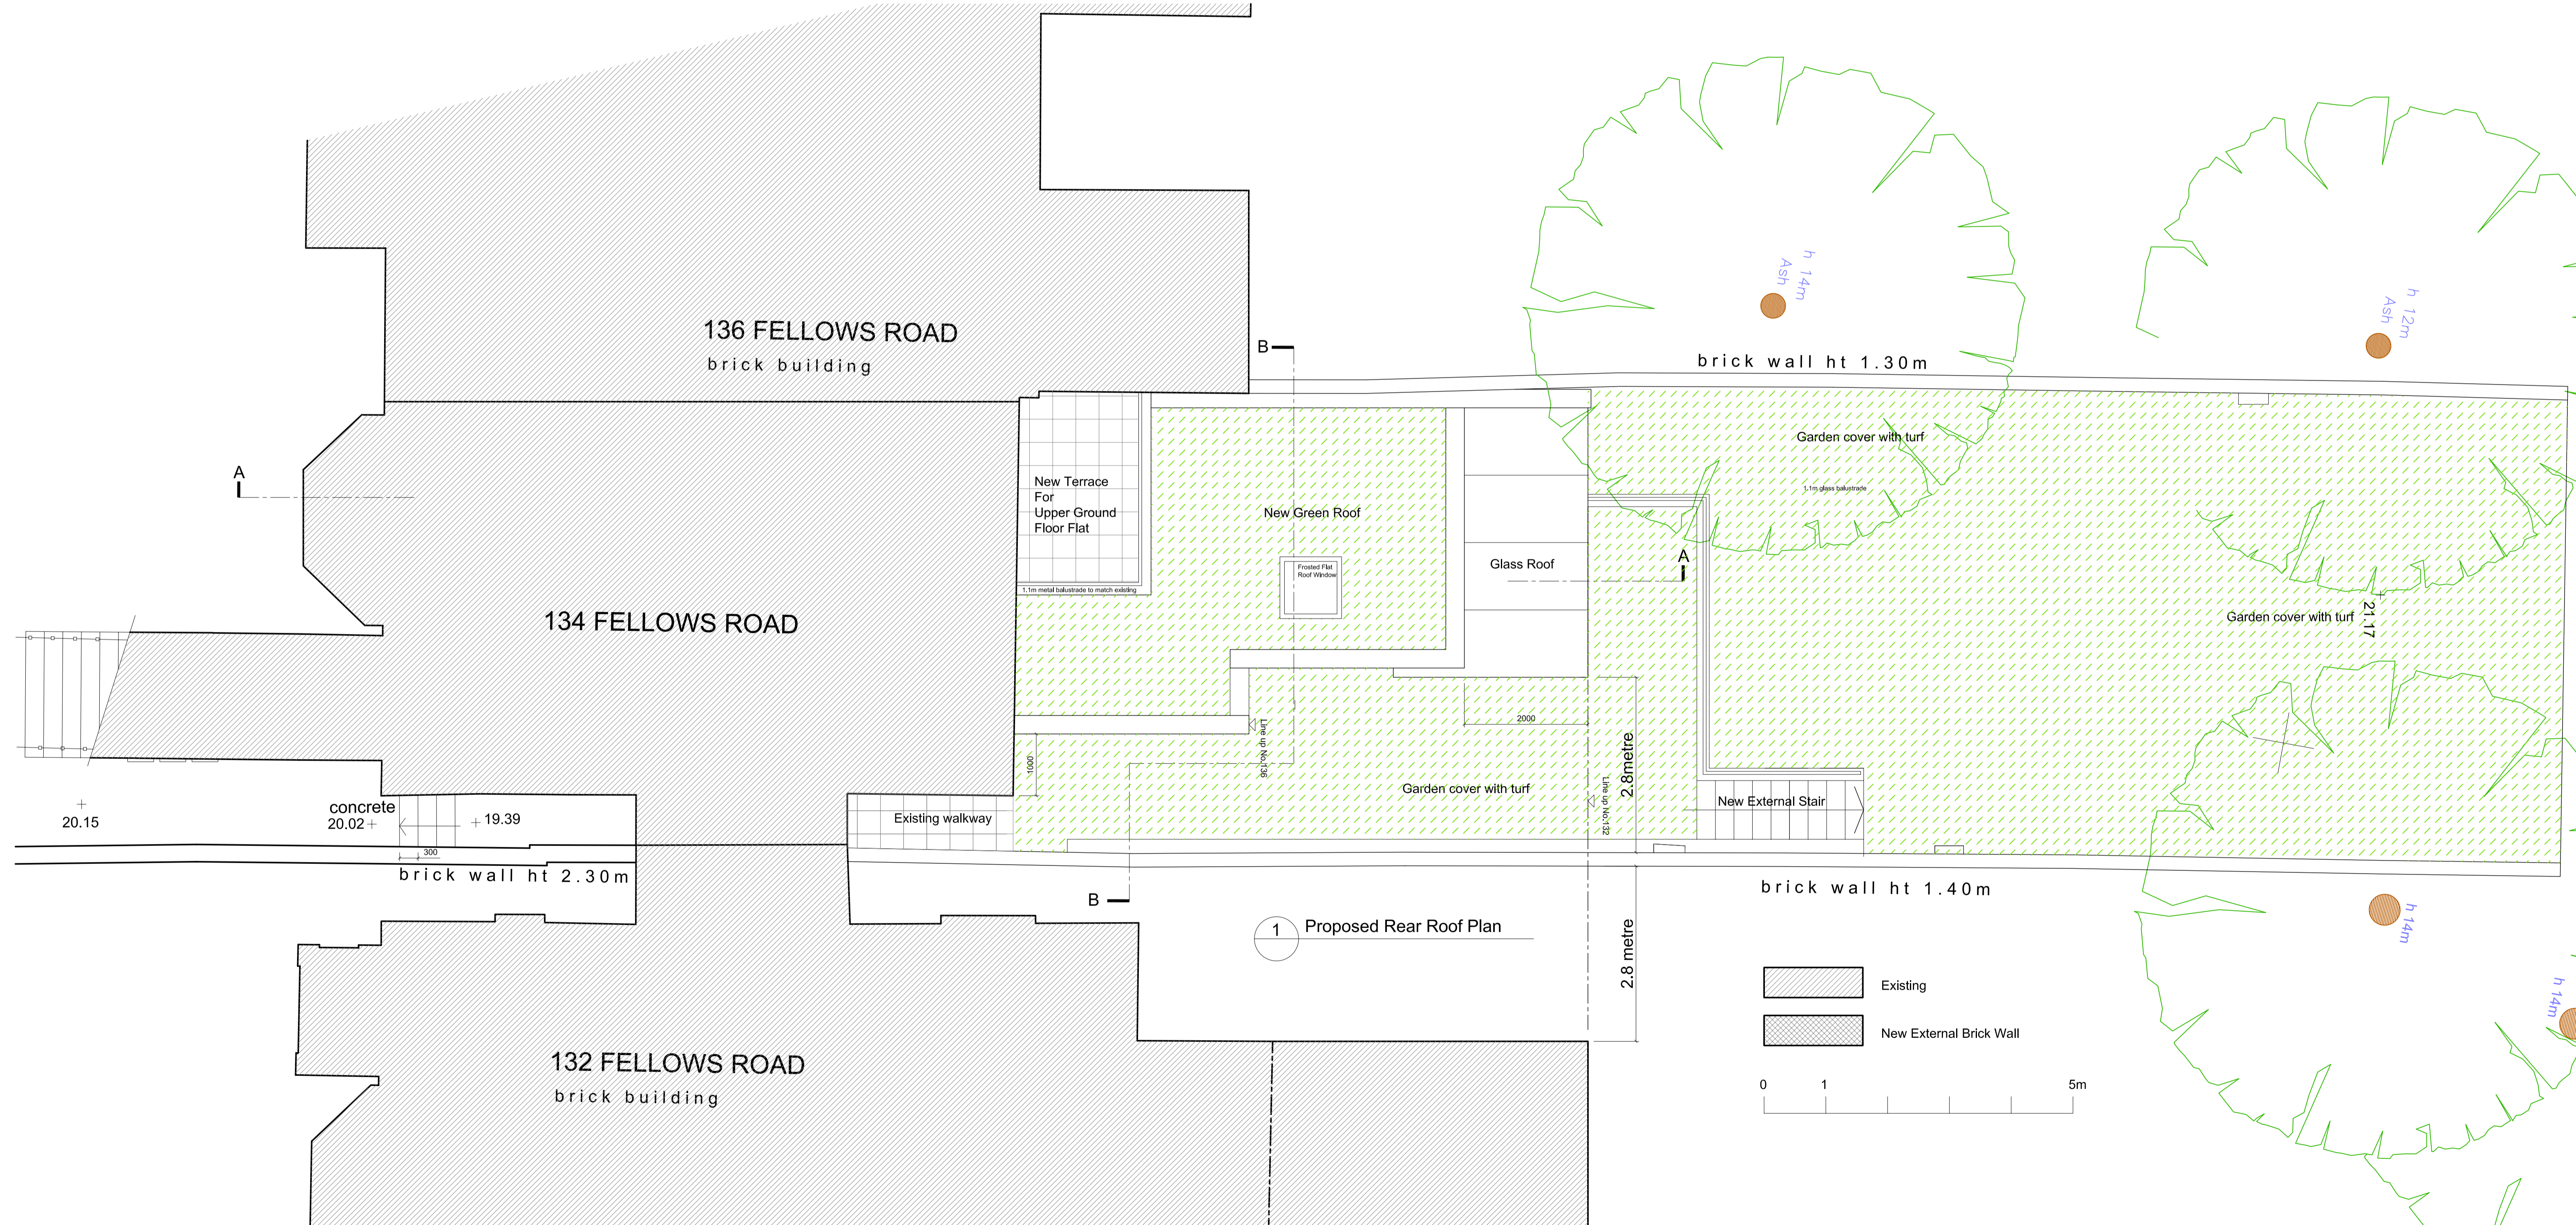 136 FELLOWS ROAD
brick building
h 14m
Ash
h 12m
Ash
B
brick wall ht 1.30m
A
New Terrace
For
Upper Ground
Floor Flat
1.1m metal balustrade to match existing
New Green Roof
Frosted Flat
Roof Window
Glass Roof
Garden cover with turf
1.1m glass balustrade
A
Garden cover with turf
21.17
134 FELLOWS ROAD
2000
Line up No.136
1000
2.8metre
Line up No.132
Garden cover with turf
New External Stair
Existing walkway
concrete
20.15
20.02
19.39
300
brick wall ht 2.30m
B
brick wall ht 1.40m
1
Proposed Rear Roof Plan
2.8 metre
h 14m
h 14m
Existing
New External Brick Wall
132 FELLOWS ROAD
brick building
0 1 5m